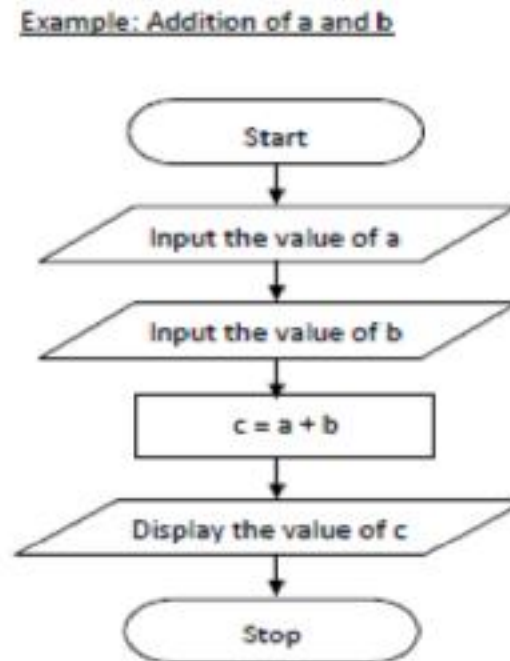 Example: Addition of a and b
Start
Input the value of a
Input the value of b
c = a + b
Display the value of c
Stop